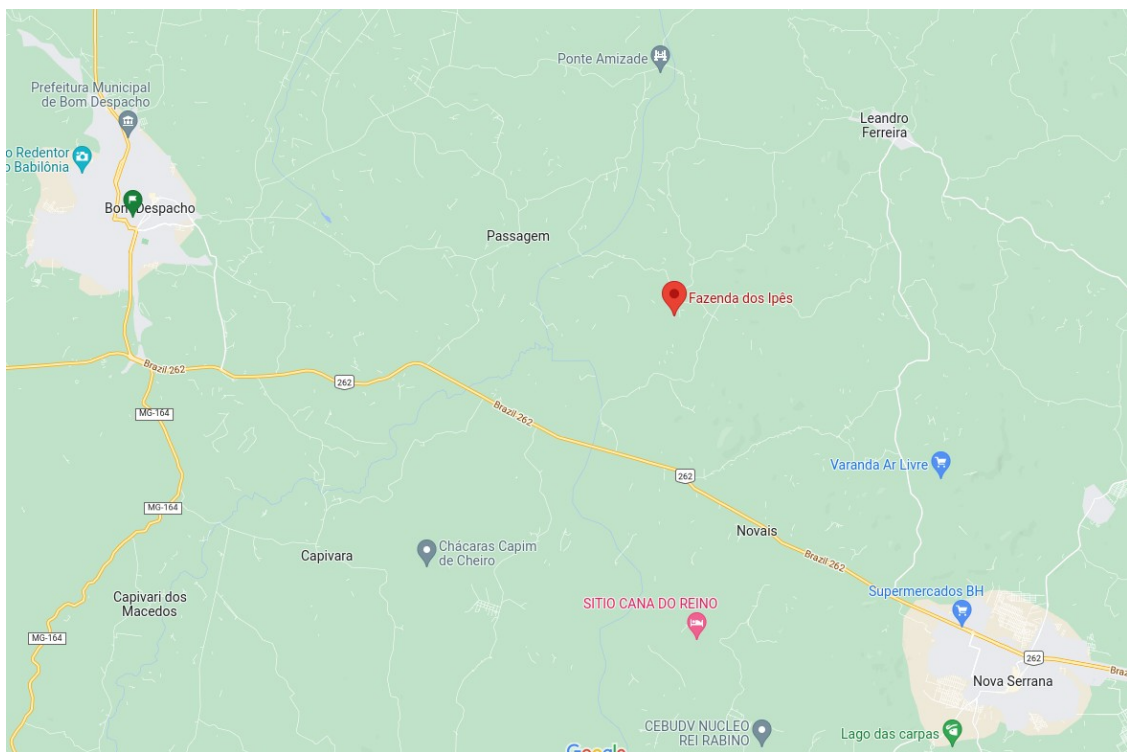 Ponte Amizade
Prefeitura Municipal
de Bom Despacho
Leandro
Ferreira
o Redentor
o Babilônia
Bom Despacho
Passagem
Fazenda dos Ipês
Brazil 262
262
Brazil 262
MG-164
Varanda Ar Livre
262
MG-164
Novais
Chácaras Capim
de Cheiro
Capivara
Brazil 262
Capivari dos
Macedos
SITIO CANA DO REINO
Supermercados BH
MG-164
262
Braz
Nova Serrana
CEBUDV NUCLEO
REI RABINO
Lago das carpas
Google